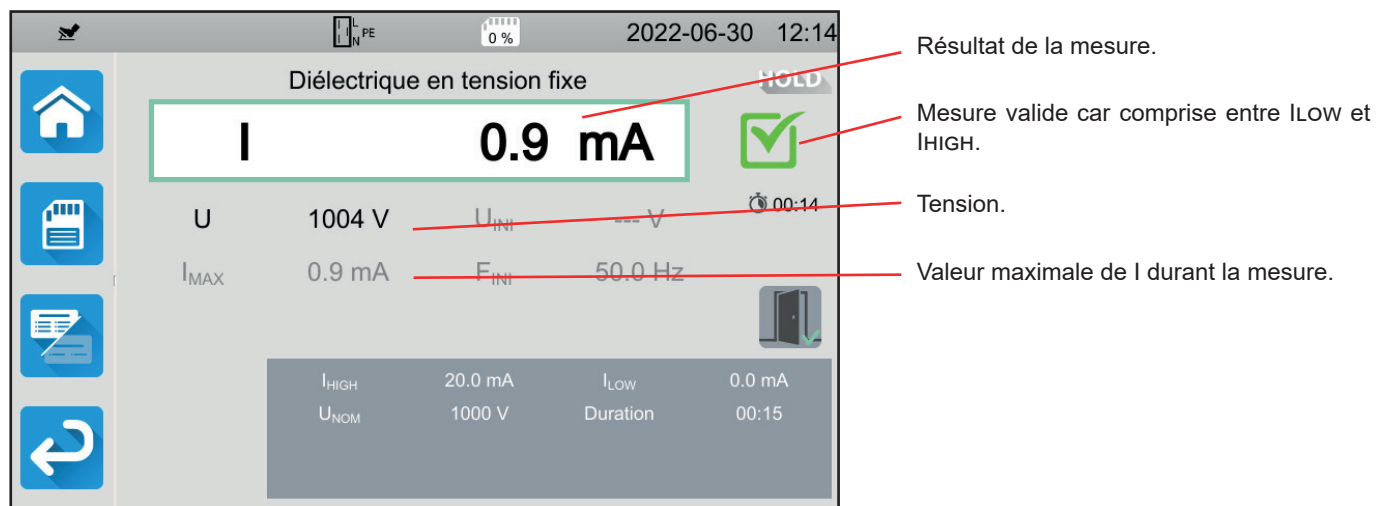 L
N PE
0 %
2022-06-30 12:14
Diélectrique en tension fixe
HOLD
I 0.9 mA
U 1004 V UINI --- V
00:14
IMAX 0.9 mA FINI 50.0 Hz
IHIGH 20.0 mA ILOW 0.0 mA
UNOM 1000 V Duration 00:15
Résultat de la mesure.
Mesure valide car comprise entre ILOW et
IHIGH.
Tension.
Valeur maximale de I durant la mesure.